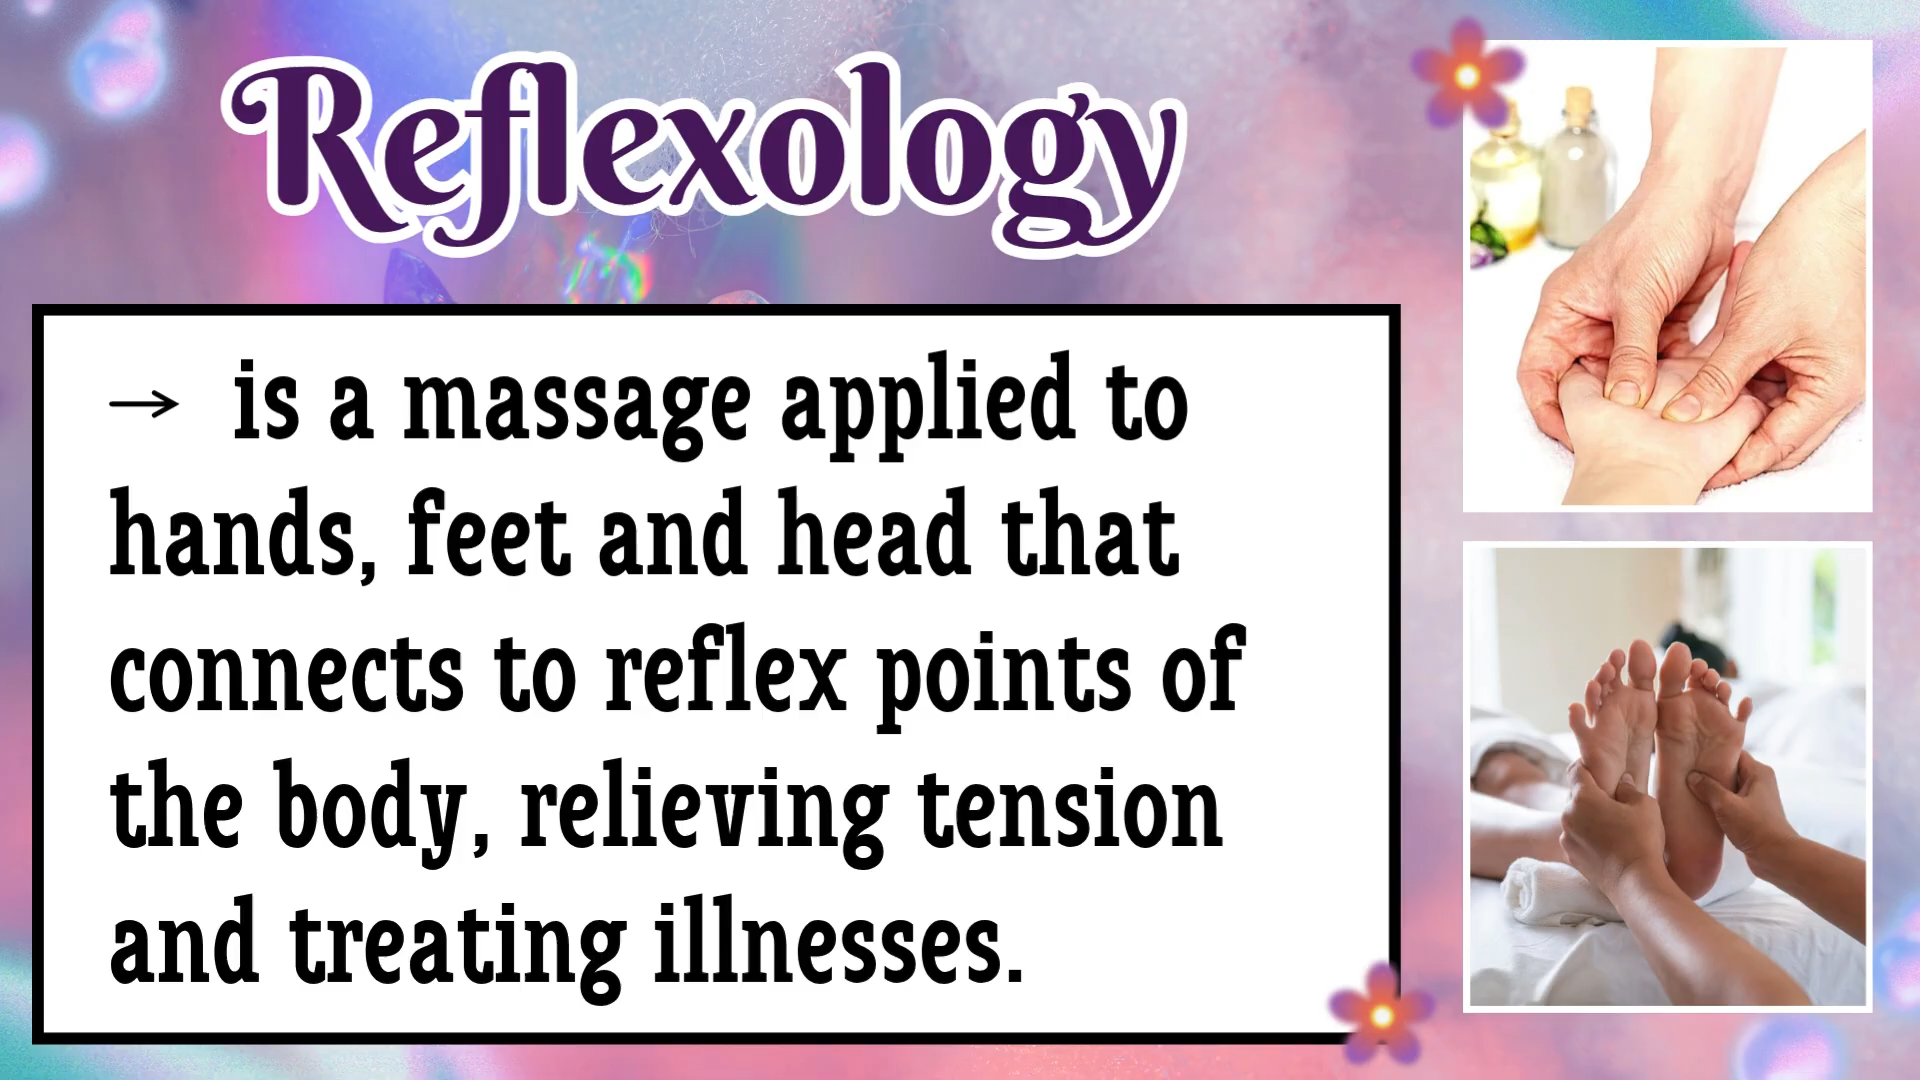 Reflexology
→ is a massage applied to
hands, feet and head that
connects to reflex points of
the body, relieving tension
and treating illnesses.